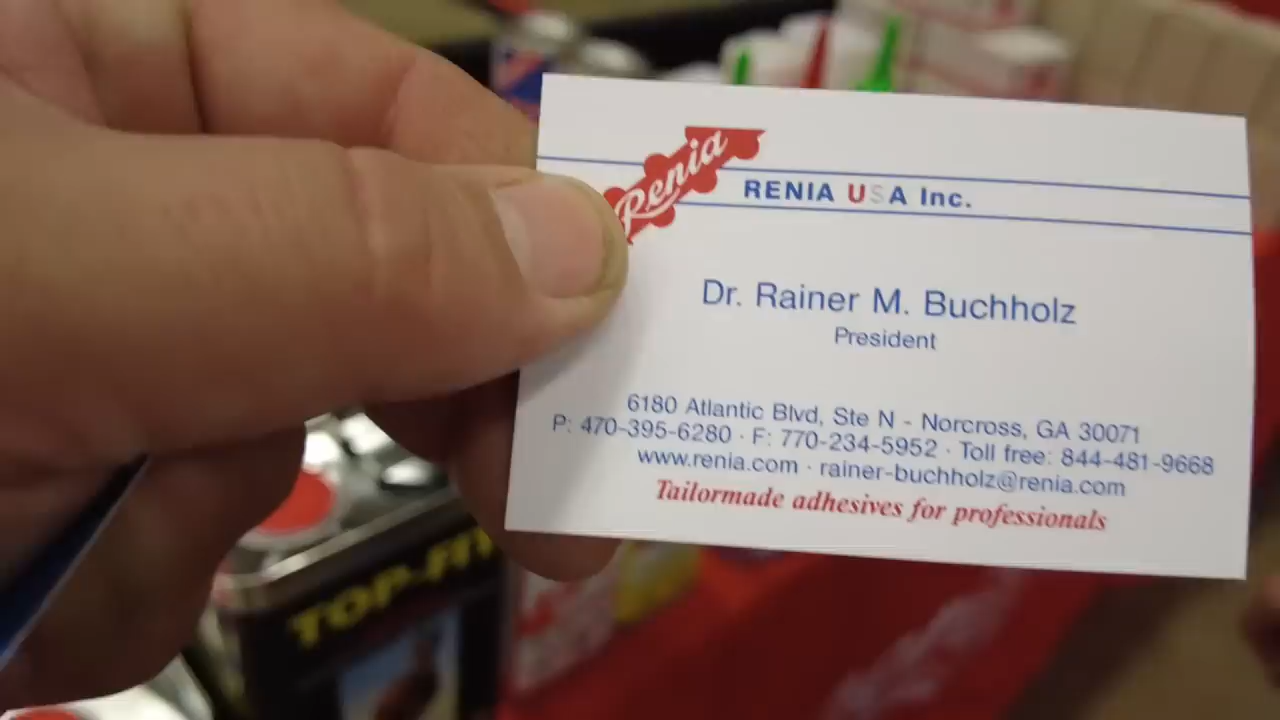 Renia
RENIA USA Inc.
Dr. Rainer M. Buchholz
President
6180 Atlantic Blvd, Ste N - Norcross, GA 30071
P: 470-395-6280 · F: 770-234-5952 · Toll free: 844-481-9668
www.renia.com · rainer-buchholz@renia.com
Tailormade adhesives for professionals
TOP-FIT